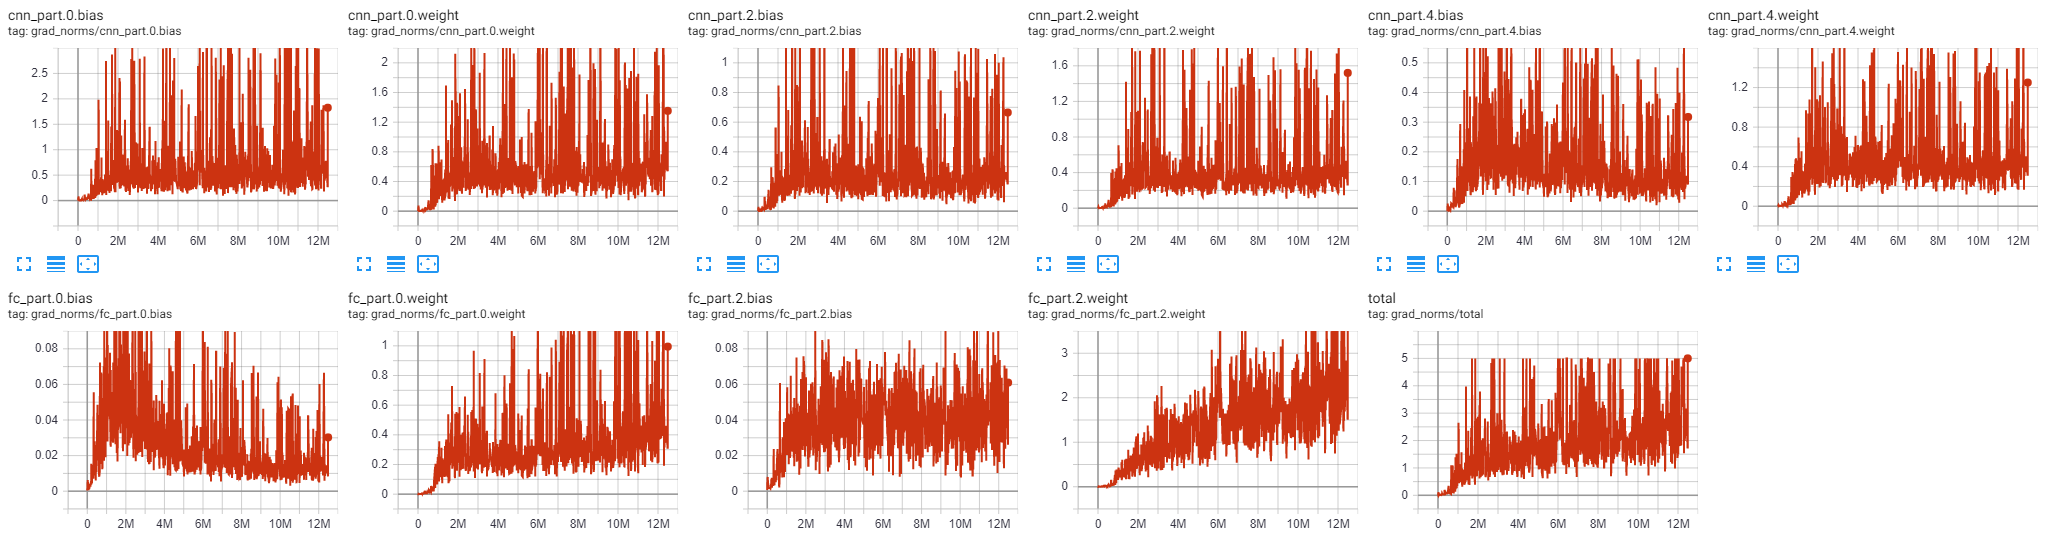 cnn_part.0.bias
tag: grad_norms/cnn_part.0.bias
2.5
2
1.5
1
0.5
0
0 2M 4M 6M 8M 10M 12M
cnn_part.0.weight
tag: grad_norms/cnn_part.0.weight
2
1.6
1.2
0.8
0.4
0
0 2M 4M 6M 8M 10M 12M
cnn_part.2.bias
tag: grad_norms/cnn_part.2.bias
1
0.8
0.6
0.4
0.2
0
0 2M 4M 6M 8M 10M 12M
cnn_part.2.weight
tag: grad_norms/cnn_part.2.weight
1.6
1.2
0.8
0.4
0
0 2M 4M 6M 8M 10M 12M
cnn_part.4.bias
tag: grad_norms/cnn_part.4.bias
0.5
0.4
0.3
0.2
0.1
0
0 2M 4M 6M 8M 10M 12M
cnn_part.4.weight
tag: grad_norms/cnn_part.4.weight
1.2
0.8
0.4
0
0 2M 4M 6M 8M 10M 12M
fc_part.0.bias
tag: grad_norms/fc_part.0.bias
0.08
0.06
0.04
0.02
0
0 2M 4M 6M 8M 10M 12M
fc_part.0.weight
tag: grad_norms/fc_part.0.weight
1
0.8
0.6
0.4
0.2
0
0 2M 4M 6M 8M 10M 12M
fc_part.2.bias
tag: grad_norms/fc_part.2.bias
0.08
0.06
0.04
0.02
0
0 2M 4M 6M 8M 10M 12M
fc_part.2.weight
tag: grad_norms/fc_part.2.weight
3
2
1
0
0 2M 4M 6M 8M 10M 12M
total
tag: grad_norms/total
5
4
3
2
1
0
0 2M 4M 6M 8M 10M 12M